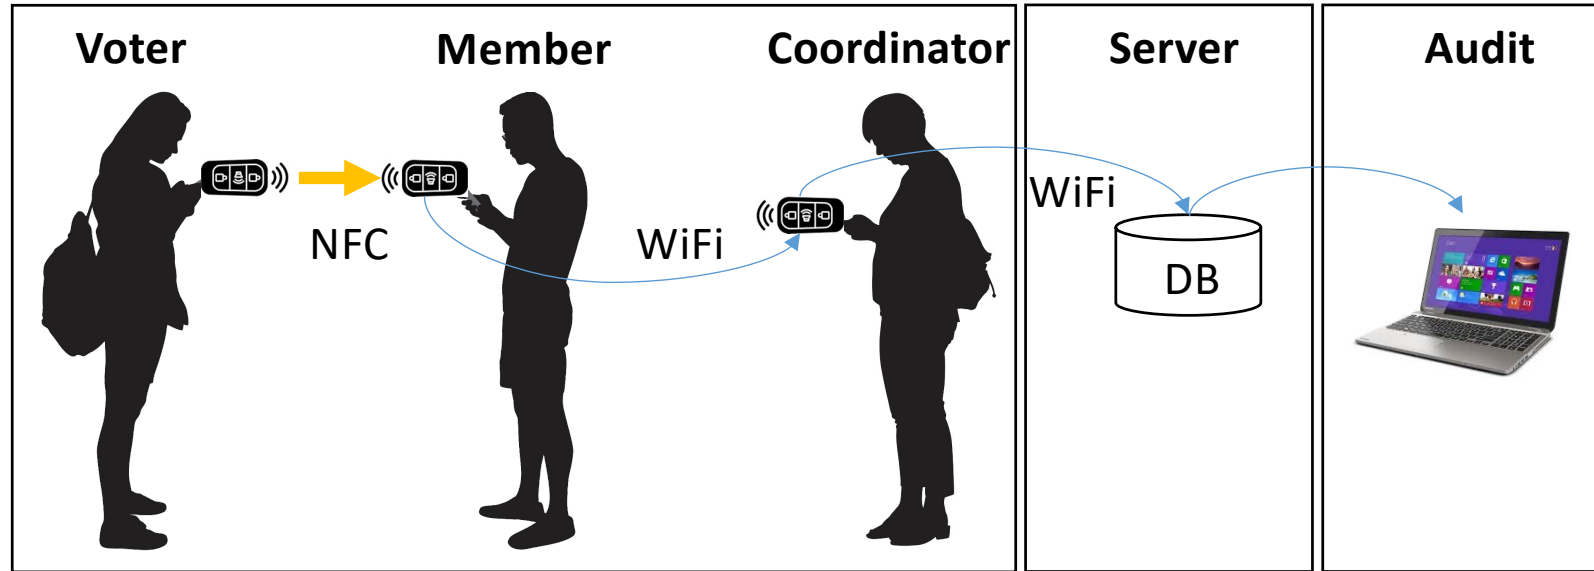 Voter
Member
Coordinator
Server
Audit
NFC
WiFi
WiFi
DB